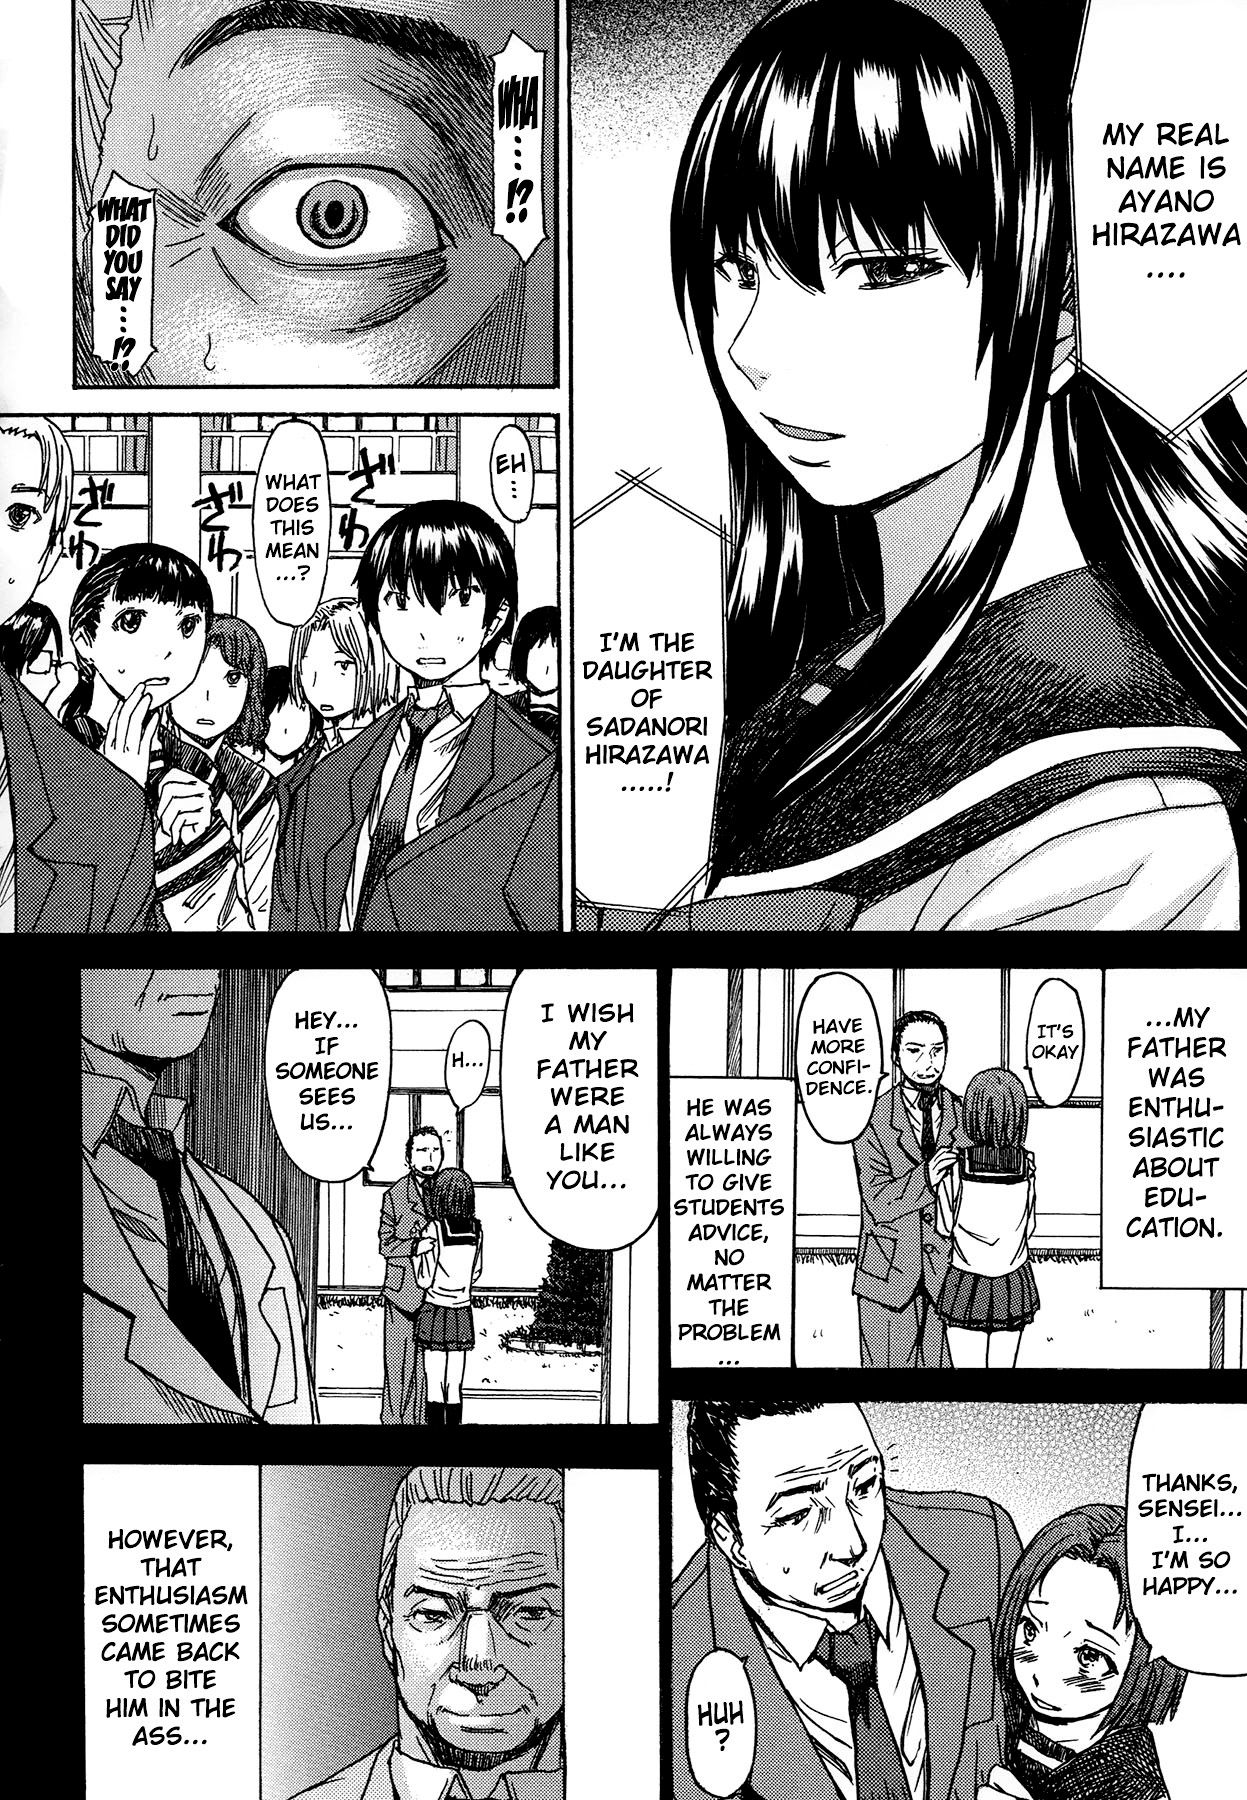 MY REAL
NAME IS
AYANO
HIRAZAWA
....
I'M THE
DAUGHTER
OF
SADANORI
HIRAZAWA
.....!
WHA
...
!?
WHAT
DID
YOU
SAY
...
!?
EH
...
ざわ
WHAT
DOES
THIS
MEAN
...?
ざわ
ざわ
...MY
FATHER
WAS
ENTHU-
SIASTIC
ABOUT
EDU-
CATION.
IT'S
OKAY
HAVE
MORE
CONFI-
DENCE.
HE WAS
ALWAYS
WILLING
TO GIVE
STUDENTS
ADVICE,
NO
MATTER
THE
PROBLEM
...
I WISH
MY
FATHER
WERE
A MAN
LIKE
YOU...
H...
HEY...
IF
SOMEONE
SEES
US...
THANKS,
SENSEI...
I...
I'M SO
HAPPY...
HUH
?
HOWEVER,
THAT
ENTHUSIASM
SOMETIMES
CAME BACK
TO BITE
HIM IN THE
ASS...